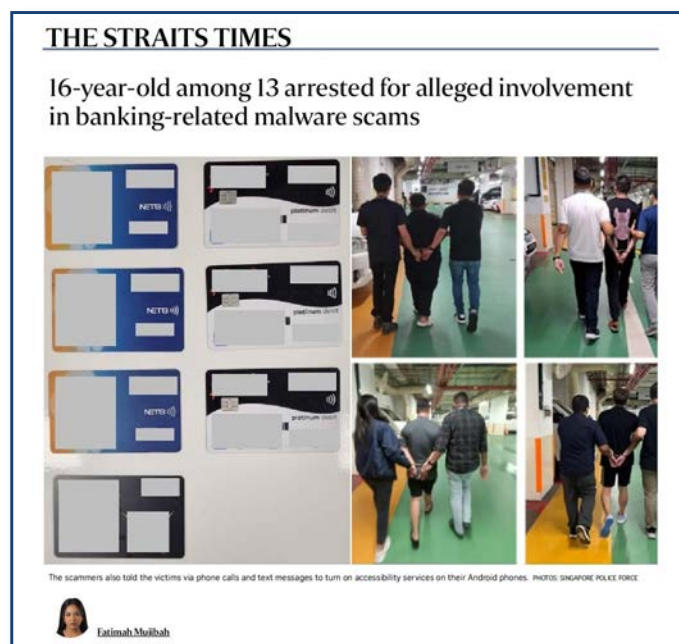 THE STRAITS TIMES
16-year-old among 13 arrested for alleged involvement
in banking-related malware scams
NETS
platinum debit
NETS
platinum debit
NETS
platinum debit
The scammers also told the victims via phone calls and text messages to turn on accessibility services on their Android phones. PHOTOS: SINGAPORE POLICE FORCE
Fatimah Mujibah